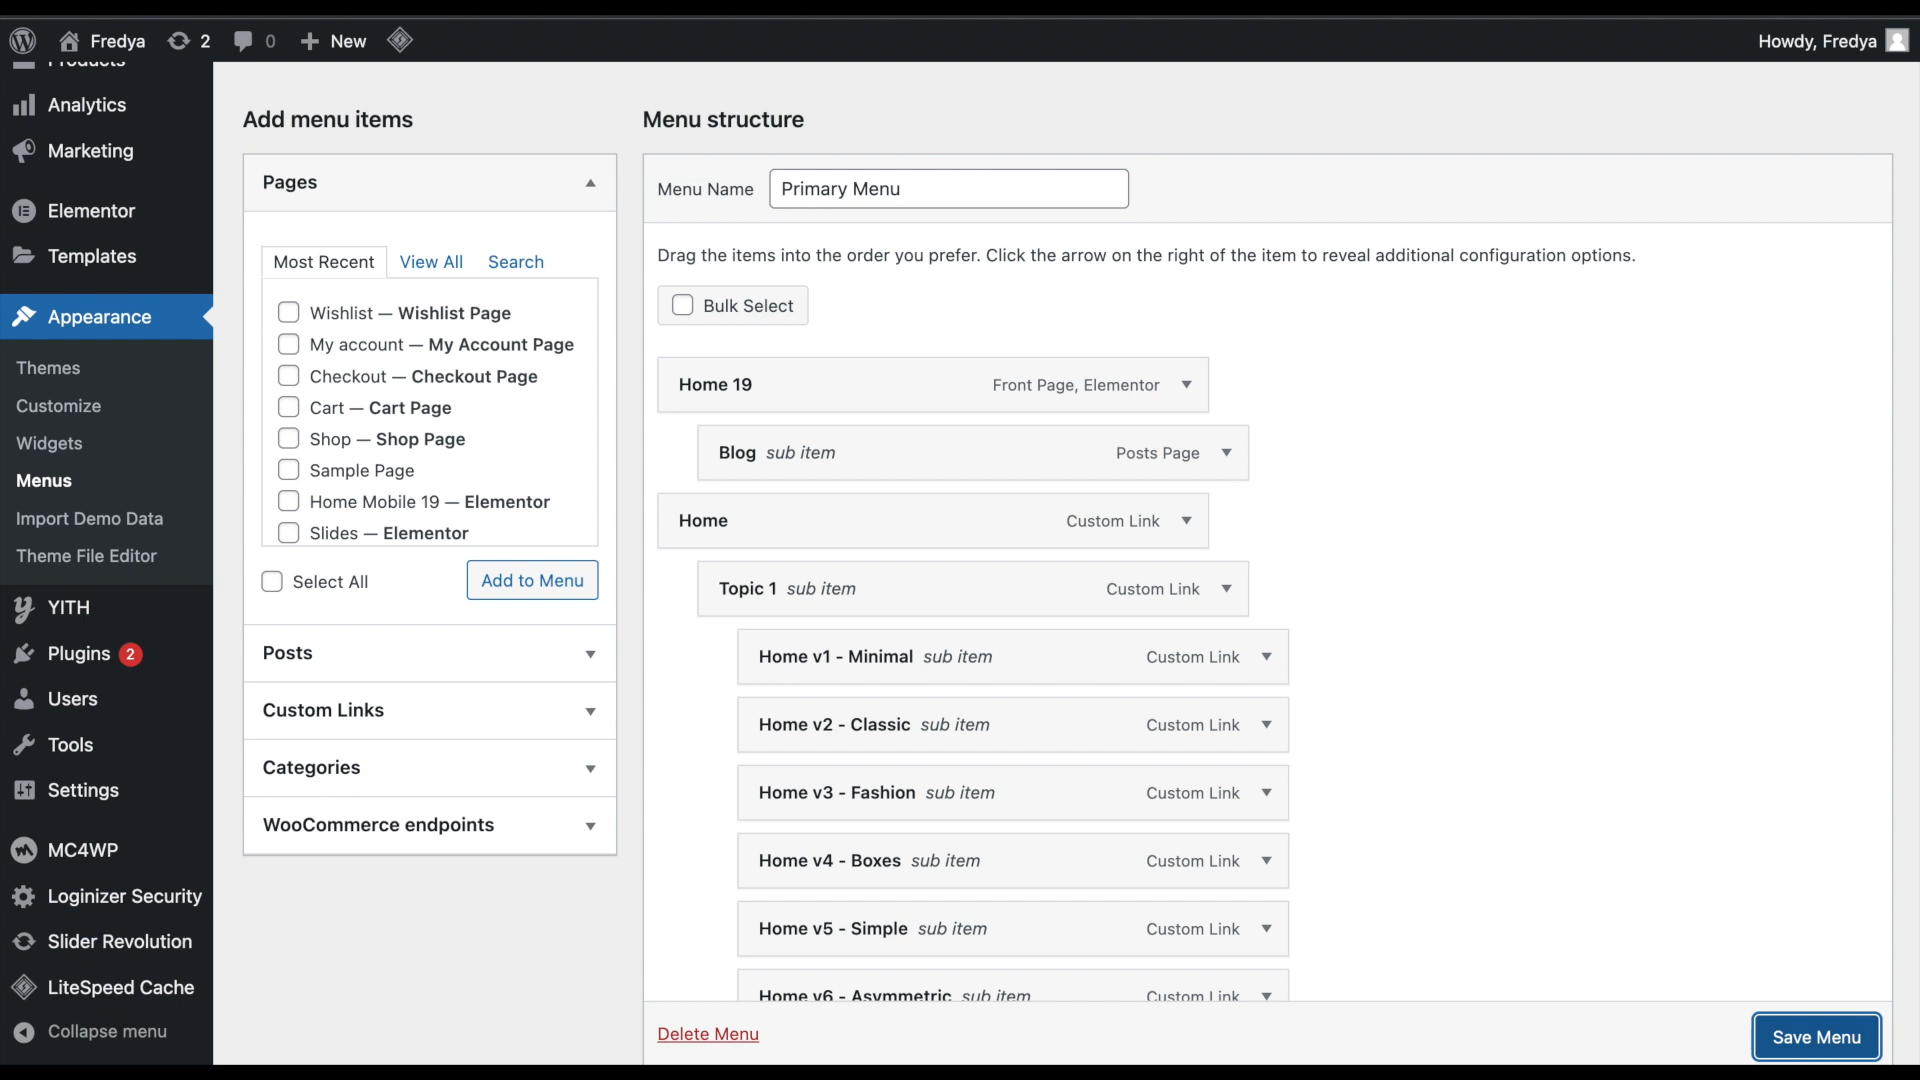 Fredya 2 0 New Howdy, Fredya
Products
Analytics
Marketing
Elementor
Templates
Appearance
Themes
Customize
Widgets
Menus
Import Demo Data
Theme File Editor
YITH
Plugins 2
Users
Tools
Settings
MC4WP
Loginizer Security
Slider Revolution
LiteSpeed Cache
Collapse menu
Add menu items
Pages
Most Recent View All Search
Wishlist — Wishlist Page
My account — My Account Page
Checkout — Checkout Page
Cart — Cart Page
Shop — Shop Page
Sample Page
Home Mobile 19 — Elementor
Slides — Elementor
Select All Add to Menu
Posts
Custom Links
Categories
WooCommerce endpoints
Menu structure
Menu Name Primary Menu
Drag the items into the order you prefer. Click the arrow on the right of the item to reveal additional configuration options.
Bulk Select
Home 19 Front Page, Elementor
Blog sub item Posts Page
Home Custom Link
Topic 1 sub item Custom Link
Home v1 - Minimal sub item Custom Link
Home v2 - Classic sub item Custom Link
Home v3 - Fashion sub item Custom Link
Home v4 - Boxes sub item Custom Link
Home v5 - Simple sub item Custom Link
Home v6 - Asymmetric sub item Custom Link
Delete Menu Save Menu